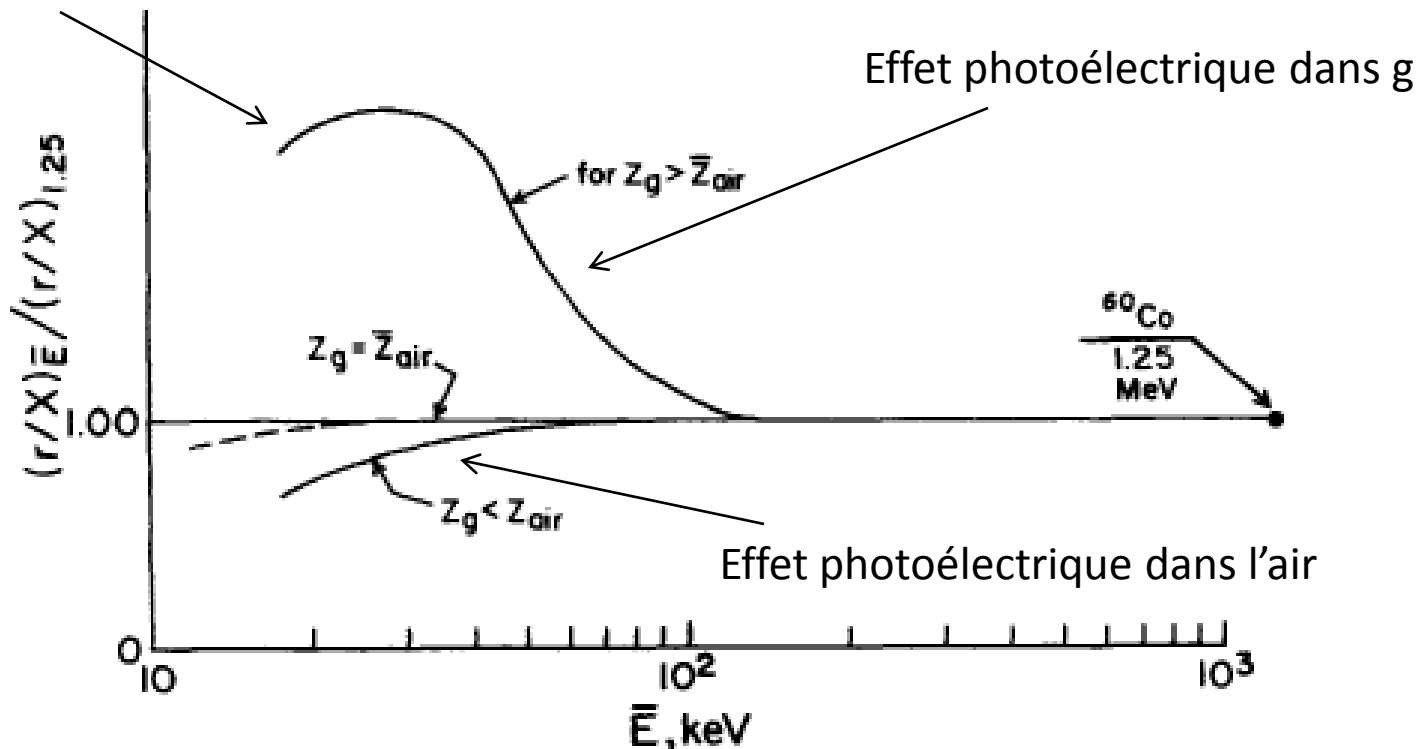 Effet photoélectrique dans g
for Zg > Z̅air
(r/X)E̅ /(r/X)1.25
60Co
1.25
MeV
Zg = Z̅air
1.00
Zg < Zair
Effet photoélectrique dans l’air
0
10
10²
10³
E̅, keV